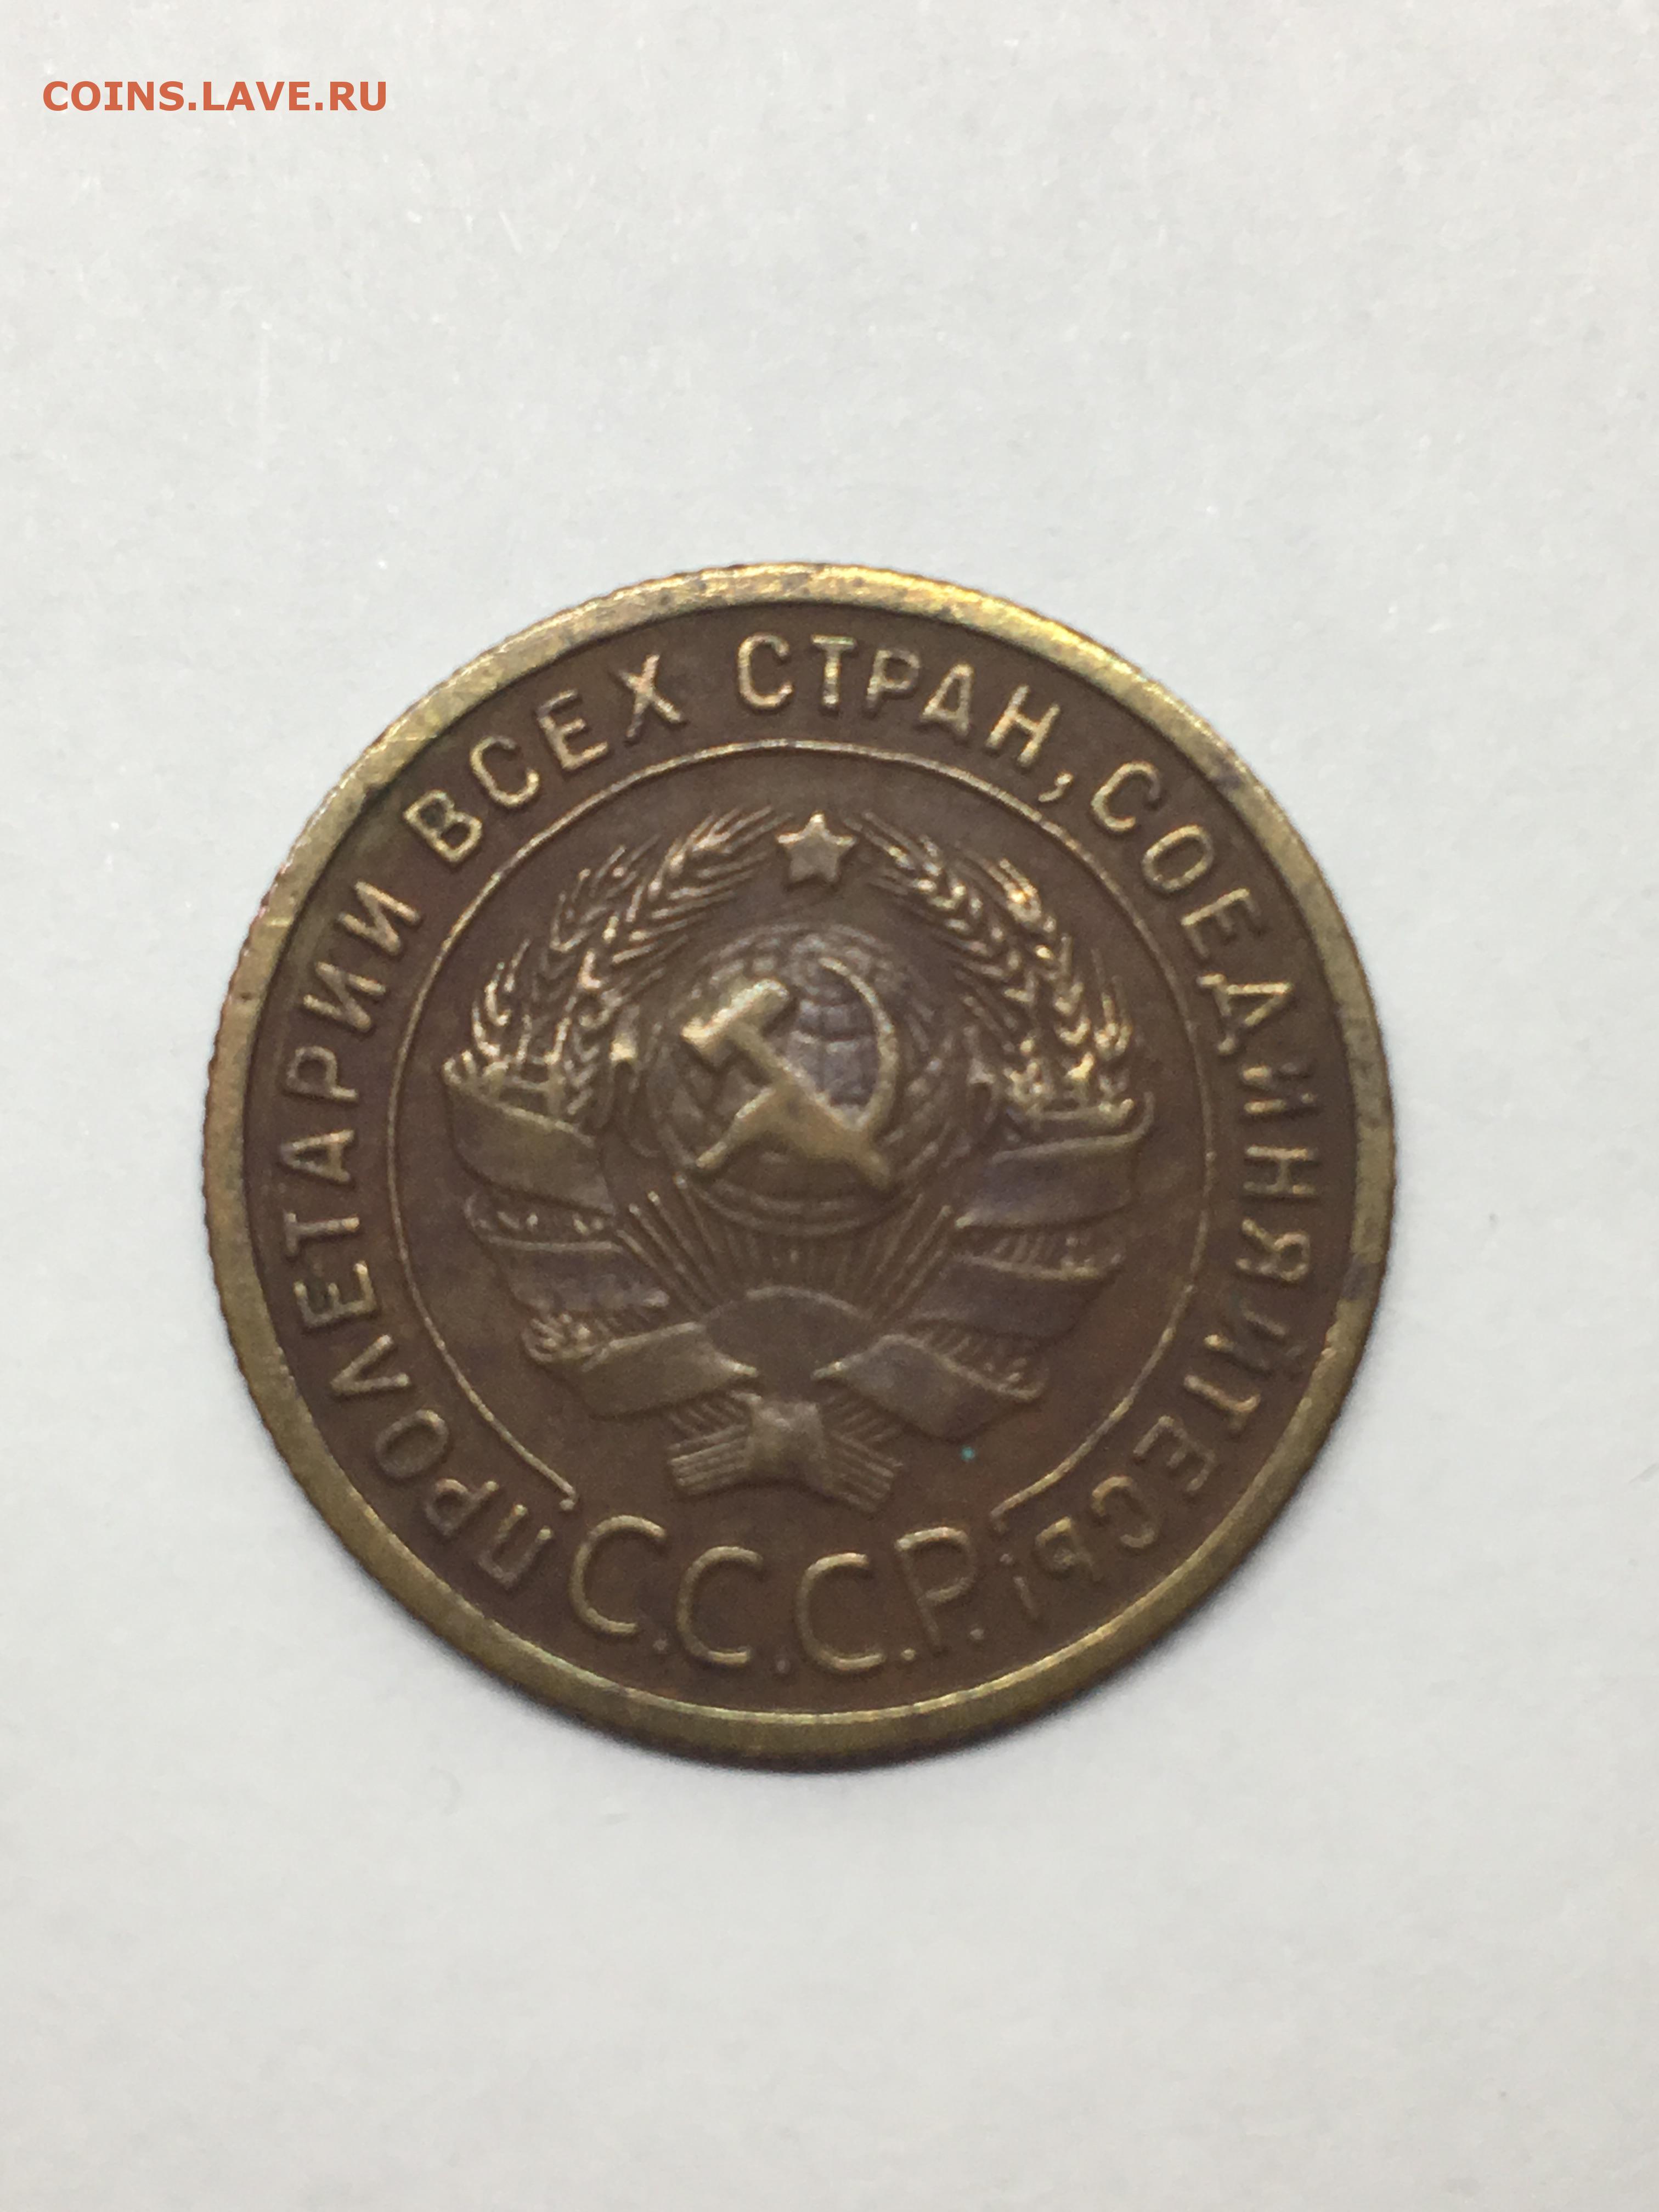 COINS.LAVE.RU
ПРОЛЕТАРИИ ВСЕХ СТРАН, СОЕДИНЯЙТЕСЬ!
С.С.С.Р.